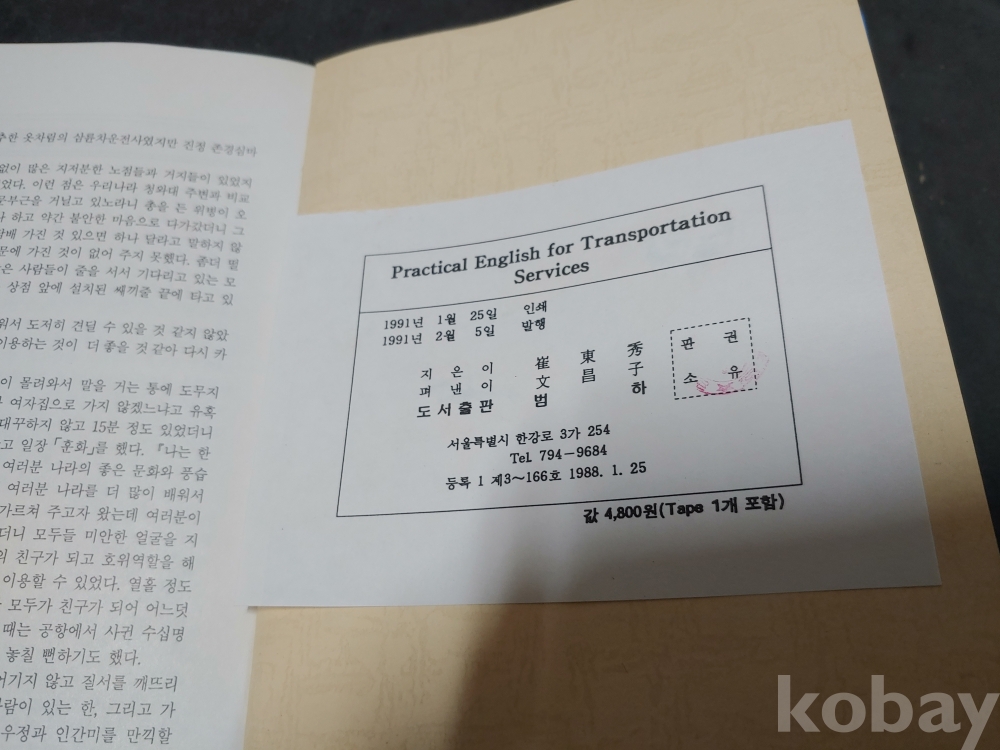 추한 옷차림의 삼륜차운전사였지만 진정 존경심마
없이 많은 지저분한 노점들과 거지들이 있었지
었다. 이런 점은 우리나라 청와대 주변과 비교
문부근을 거닐고 있노라니 총을 든 위병이 오
나 하고 약간 불안한 마음으로 다가갔더니 그
담배 가진 것 있으면 하나 달라고 말하지 않
문에 가진 것이 없어 주지 못했다. 좀더 떨
은 사람들이 줄을 서서 기다리고 있는 모
상점 앞에 설치된 쌔끼줄 끝에 타고 있
워서 도저히 견딜 수 있을 것 같지 않았
이용하는 것이 더 좋을 것 같아 다시 카
이 몰려와서 말을 거는 통에 도무지
여자집으로 가지 않겠느냐고 유혹
대꾸하지 않고 15분 정도 있었더니
고 일장 「훈화」를 했다. 『나는 한
여러분 나라의 좋은 문화와 풍습
여러분 나라를 더 많이 배워서
가르쳐 주고자 왔는데 여러분이
더니 모두들 미안한 얼굴을 지
의 친구가 되고 호위역할을 해
이용할 수 있었다. 열흘 정도
모두가 친구가 되어 어느덧
때는 공항에서 사귄 수십명
놓칠 뻔하기도 했다.
어기지 않고 질서를 깨뜨리
람이 있는 한, 그리고 가
우정과 인간미를 만끽할
Practical English for Transportation
Services
1991년 1월 25일 인쇄
1991년 2월 5일 발행
지은이 崔東秀
펴낸이 文昌子
도서출판 범하
판권
소유
서울특별시 한강로 3가 254
Tel. 794-9684
등록 1 제3~166호 1988. 1. 25
값 4,800원(Tape 1개 포함)
kobay